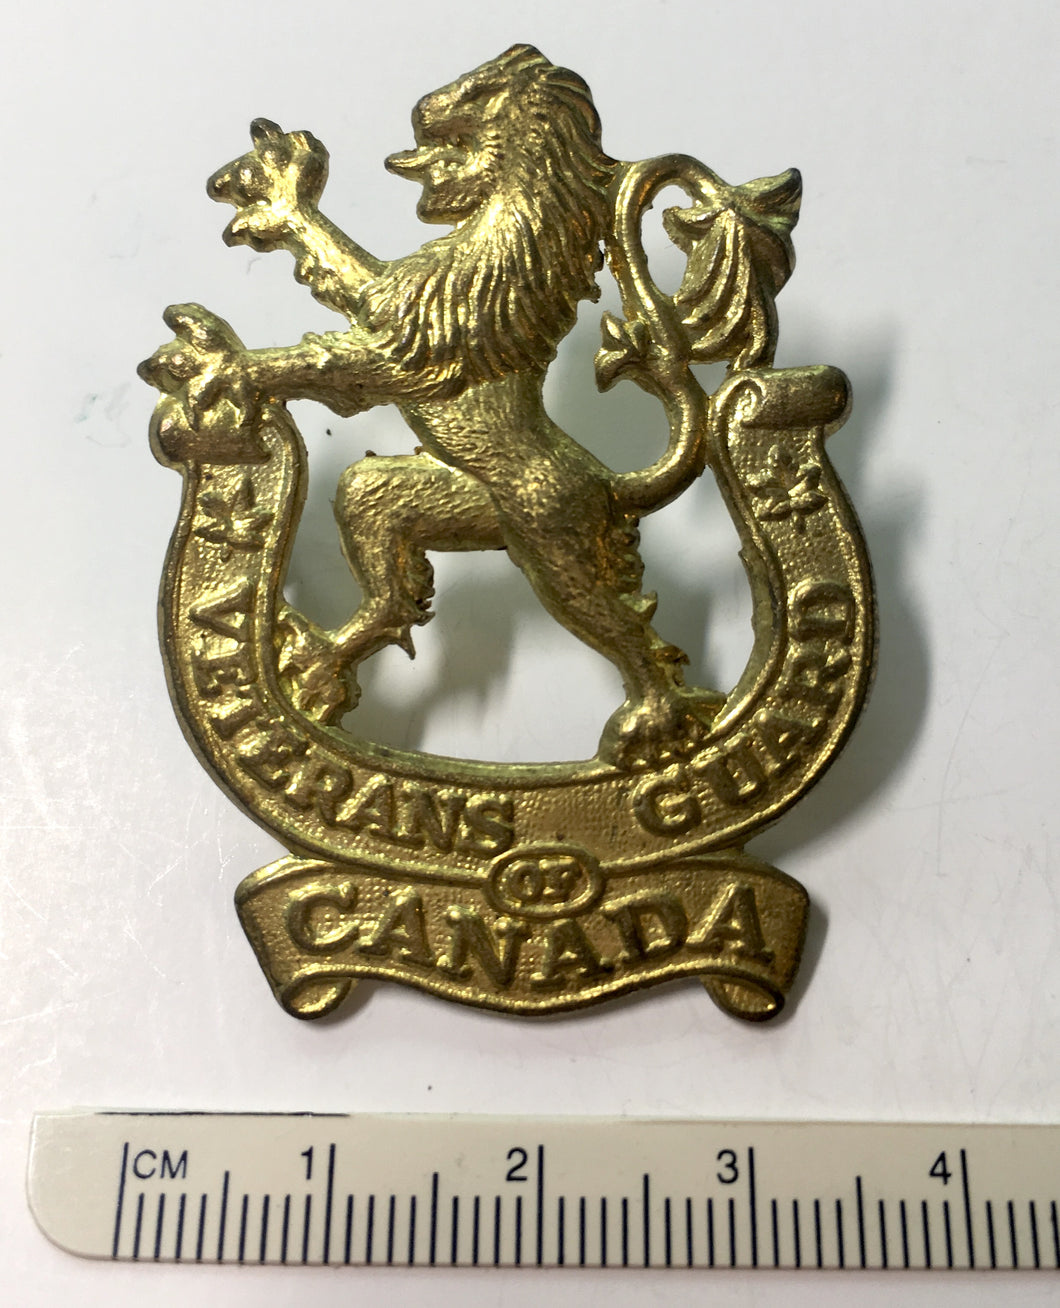 VETERANS GUARD
OF
CANADA
CM 1 2 3 4